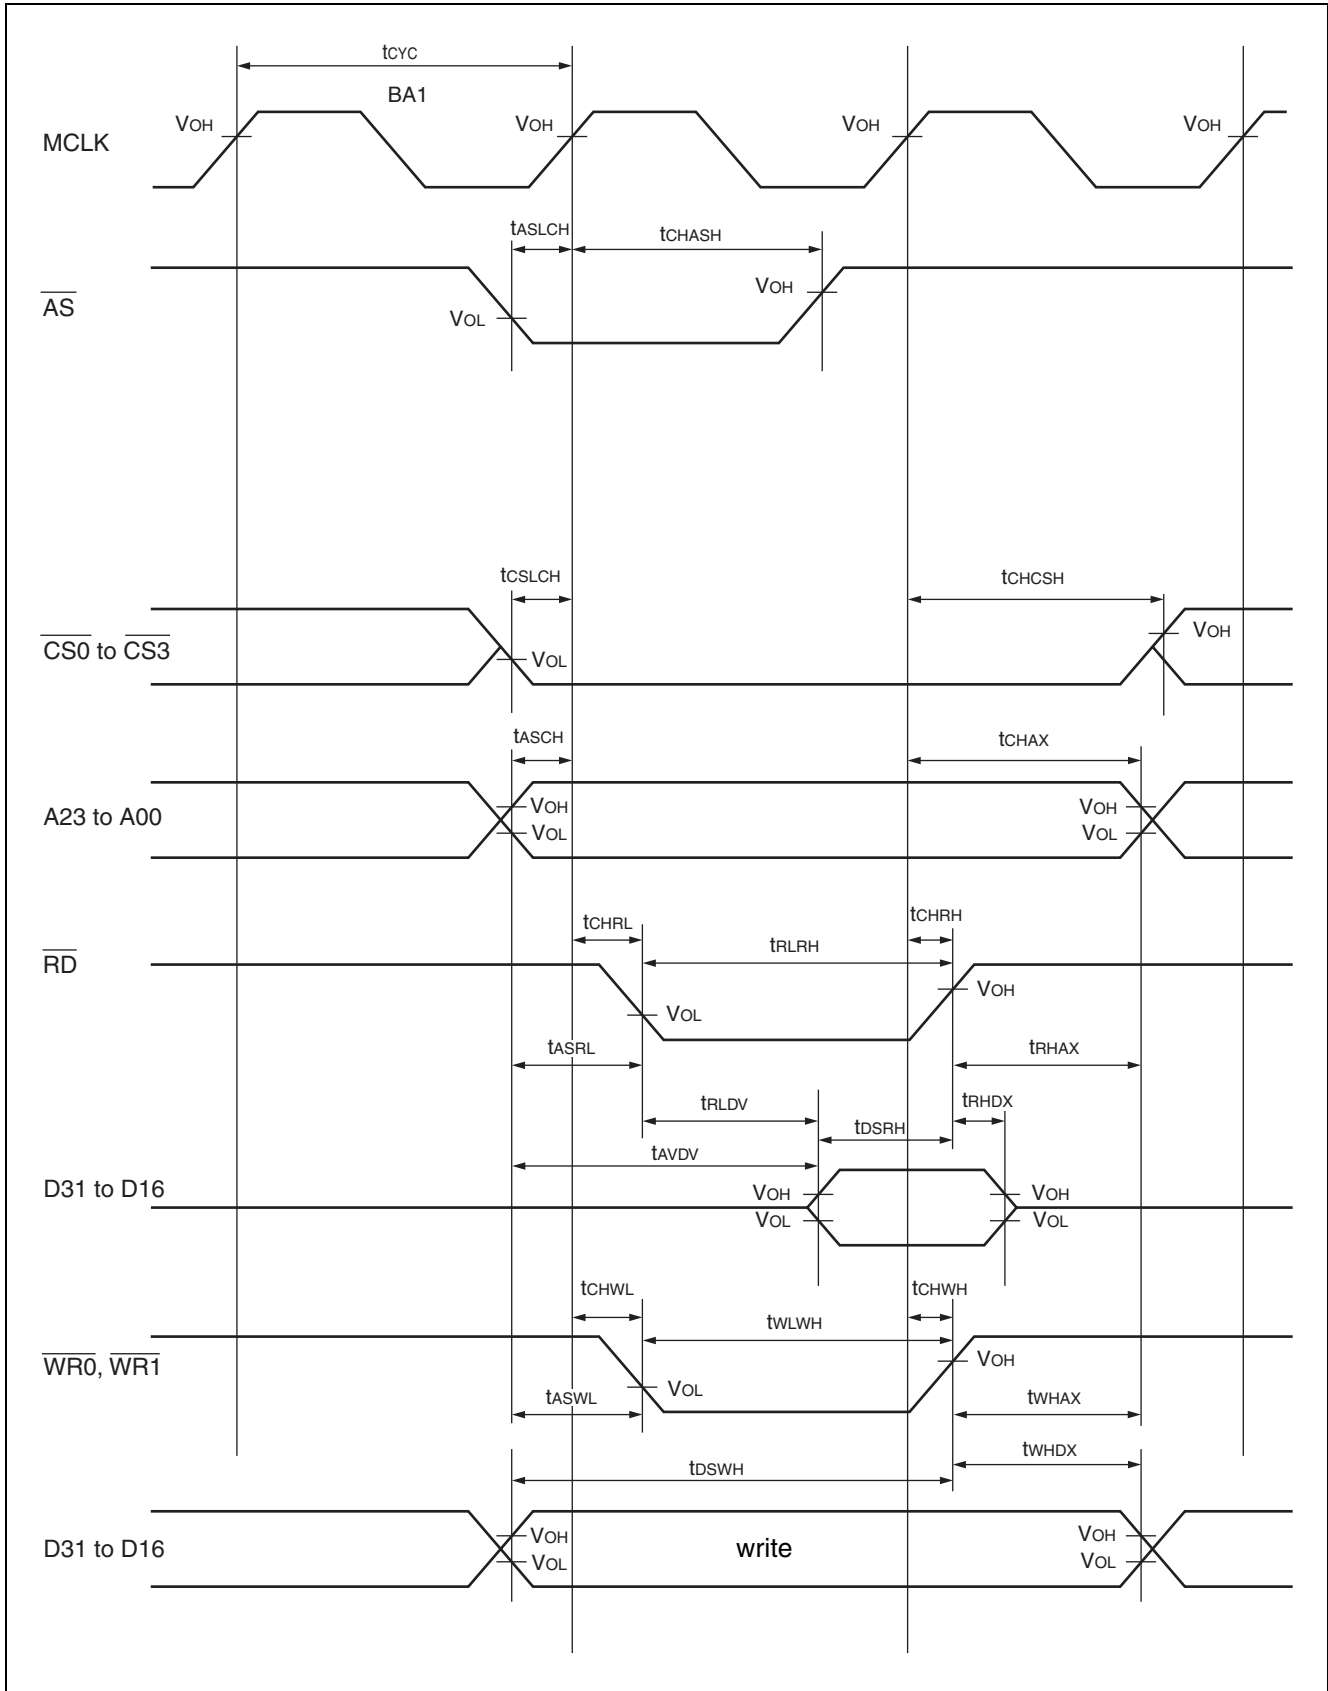 tCYC
BA1
VOH VOH VOH VOH
MCLK
tASLCH tCHASH
VOH
AS
VOL
tCSLCH tCHCSH
VOH
CS0 to CS3
VOL
tASCH tCHAX
VOH VOH
A23 to A00
VOL VOL
tCHRL tCHRH
tRLRH
RD
VOH
VOL
tASRL tRHAX
tRLDV tRHDX
tDSRH
tAVDV
D31 to D16
VOH VOH
VOL VOL
tCHWL tCHWH
tWLWH
WR0, WR1
VOH
VOL
tASWL tWHAX
tWHDX
tDSWH
VOH VOH
D31 to D16 write
VOL VOL